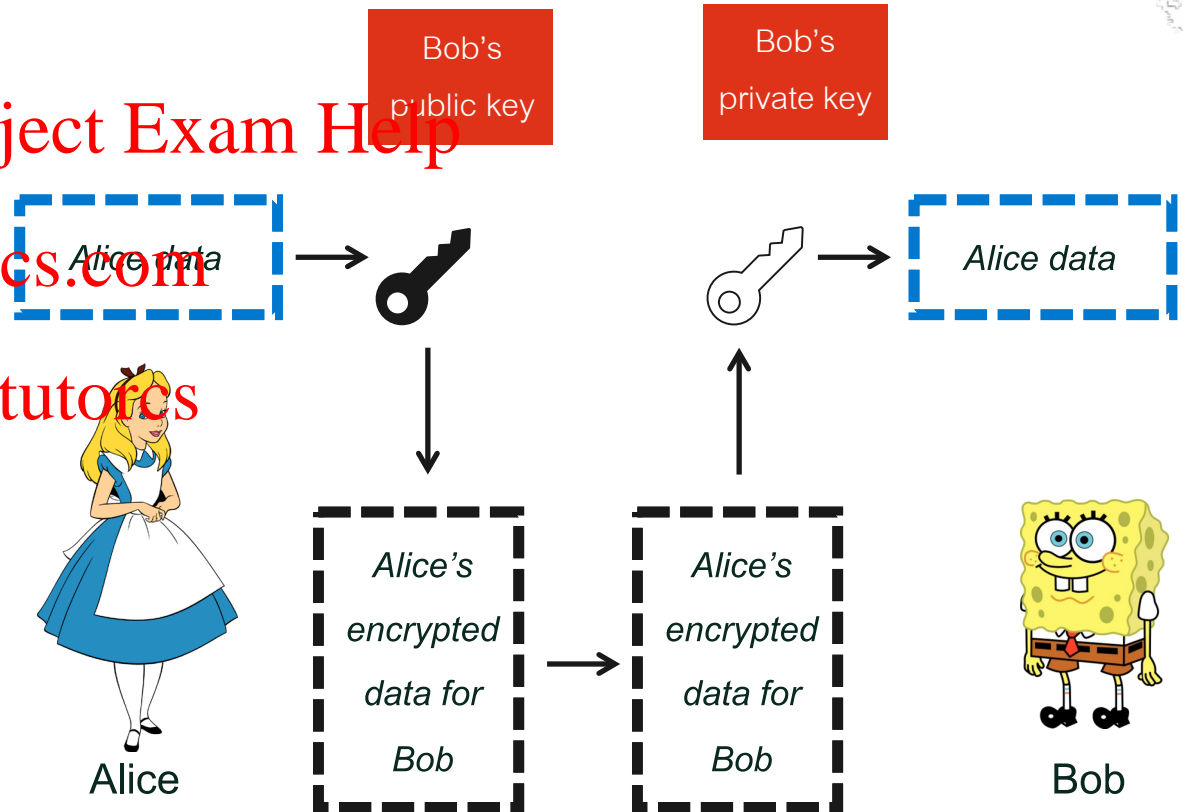 Bob's
public key
Bob's
private key
ject Exam Help
Alice data
cs.com
Alice data
tutorcs
Alice's
encrypted
data for
Bob
Alice's
encrypted
data for
Bob
Alice
Bob